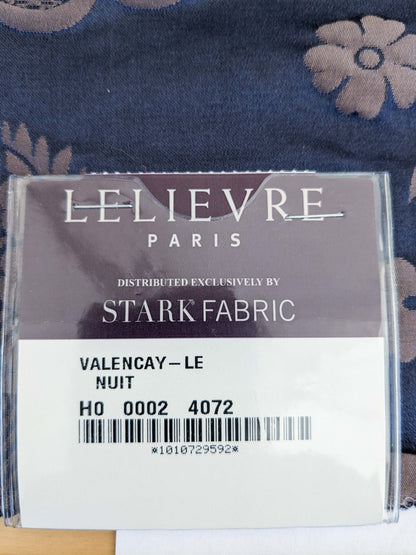 LELIEVRE
PARIS
DISTRIBUTED EXCLUSIVELY BY
STARK® FABRIC
VALENCAY-LE
NUIT
H0 0002 4072
*1010729592*